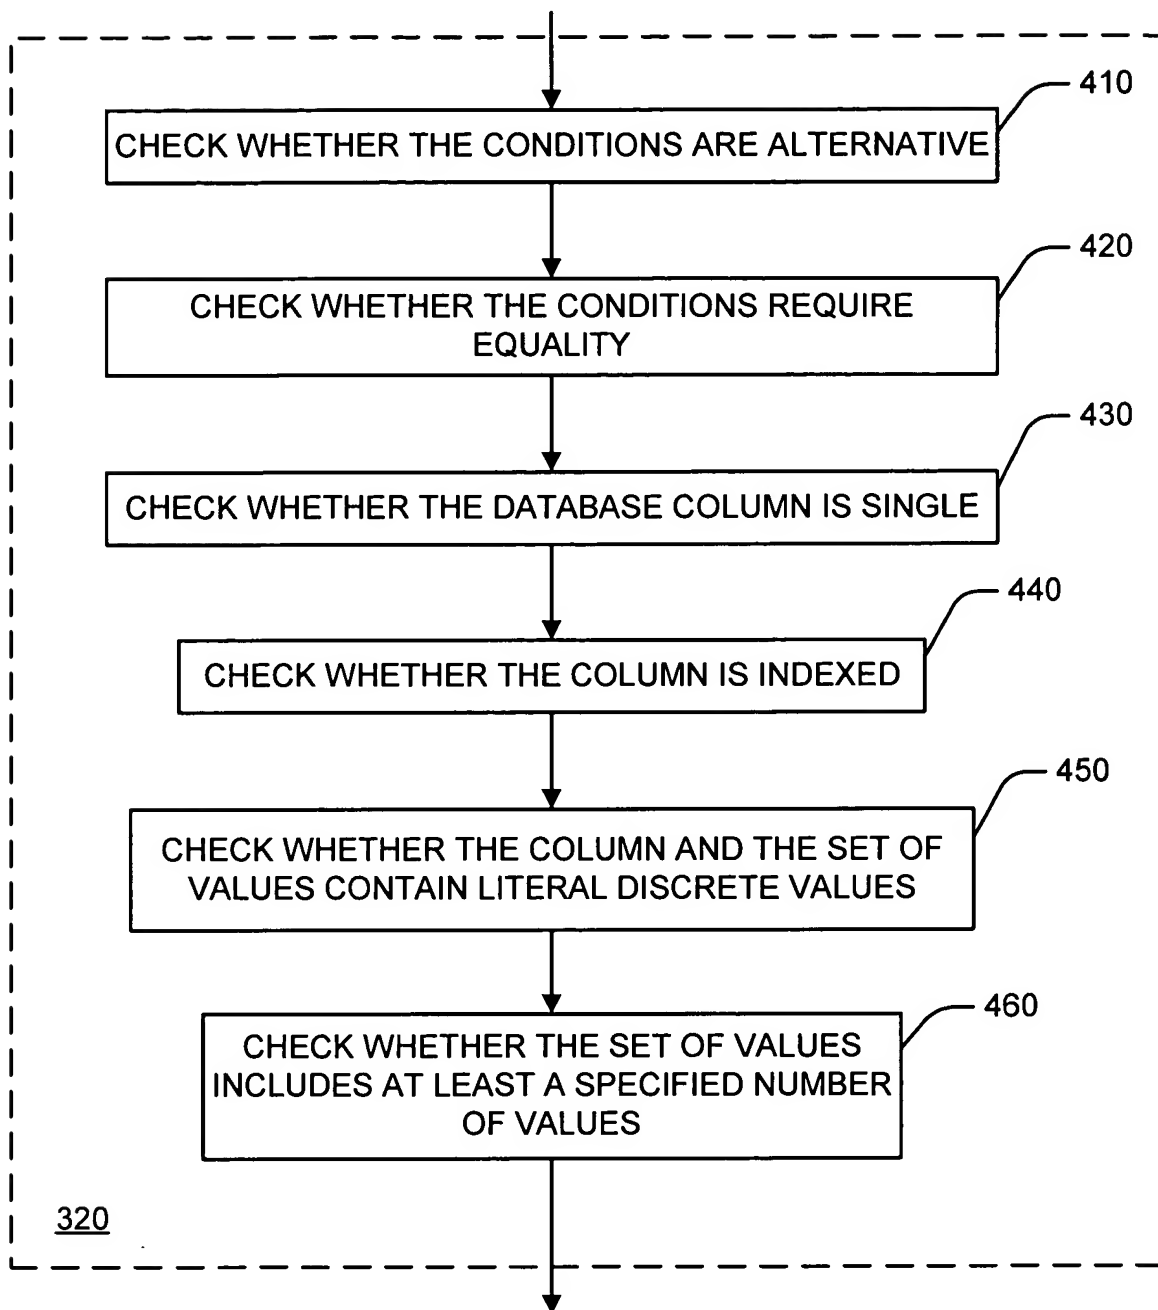 410
CHECK WHETHER THE CONDITIONS ARE ALTERNATIVE
420
CHECK WHETHER THE CONDITIONS REQUIRE
EQUALITY
430
CHECK WHETHER THE DATABASE COLUMN IS SINGLE
440
CHECK WHETHER THE COLUMN IS INDEXED
450
CHECK WHETHER THE COLUMN AND THE SET OF
VALUES CONTAIN LITERAL DISCRETE VALUES
460
CHECK WHETHER THE SET OF VALUES
INCLUDES AT LEAST A SPECIFIED NUMBER
OF VALUES
320